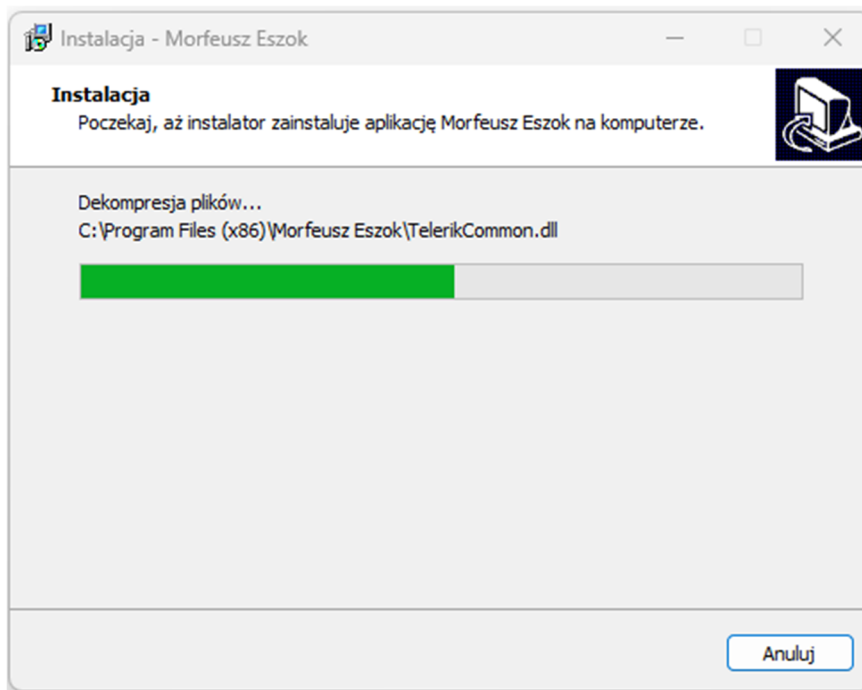 Instalacja - Morfeusz Eszok
Instalacja
Poczekaj, aż instalator zainstaluje aplikację Morfeusz Eszok na komputerze.
Dekompresja plików...
C:\Program Files (x86)\Morfeusz Eszok\TelerikCommon.dll
Anuluj